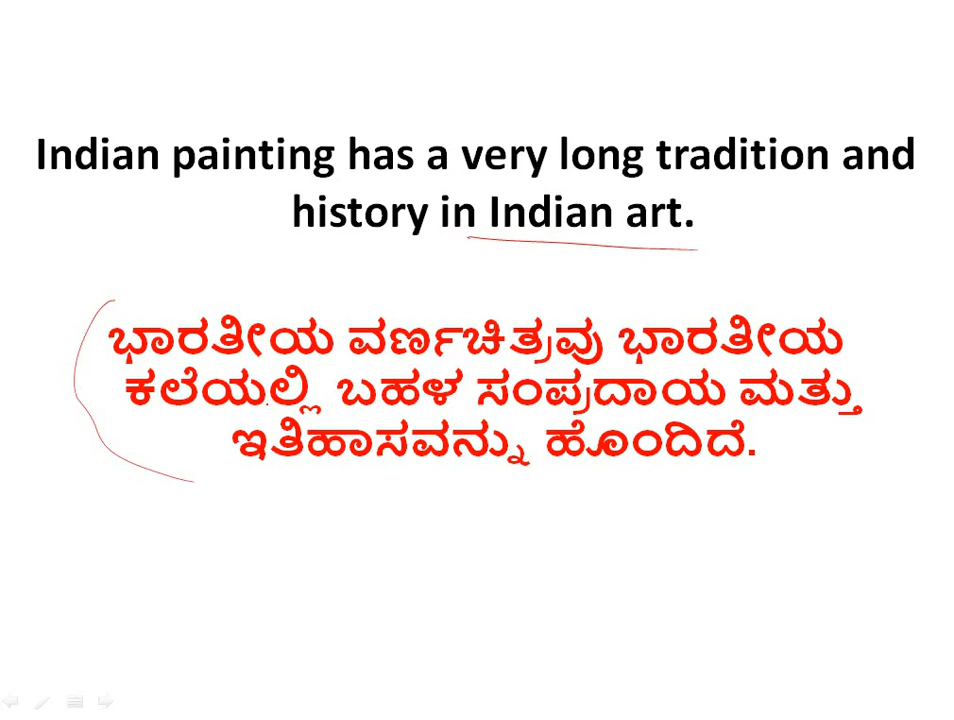 Indian painting has a very long tradition and
history in Indian art.
ಭಾರತೀಯ ವರ್ಣಚಿತ್ರವು ಭಾರತೀಯ
ಕಲೆಯಲ್ಲಿ ಬಹಳ ಸಂಪ್ರದಾಯ ಮತ್ತು
ಇತಿಹಾಸವನ್ನು ಹೊಂದಿದೆ.